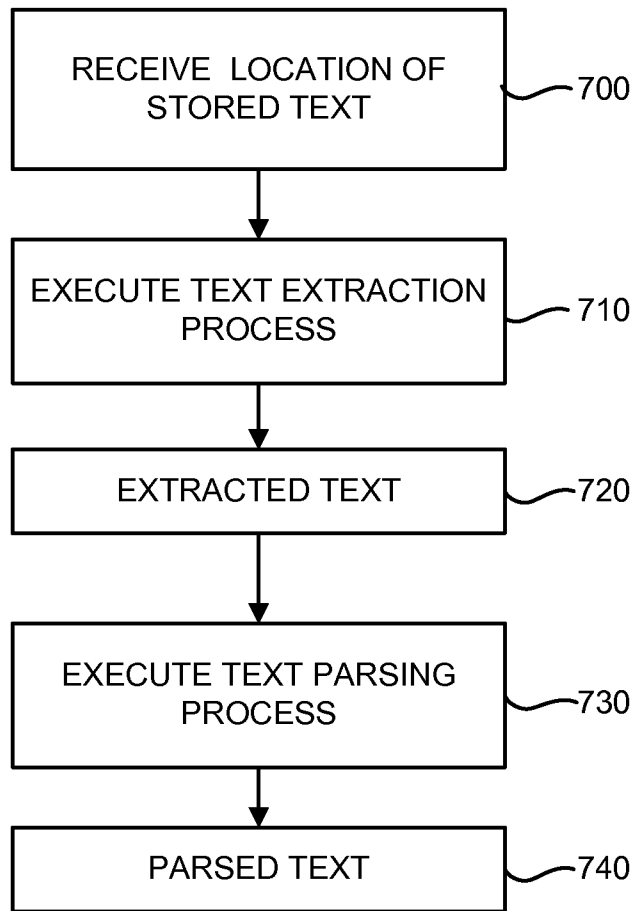 RECEIVE LOCATION OF
STORED TEXT
700
EXECUTE TEXT EXTRACTION
PROCESS
710
EXTRACTED TEXT
720
EXECUTE TEXT PARSING
PROCESS
730
PARSED TEXT
740